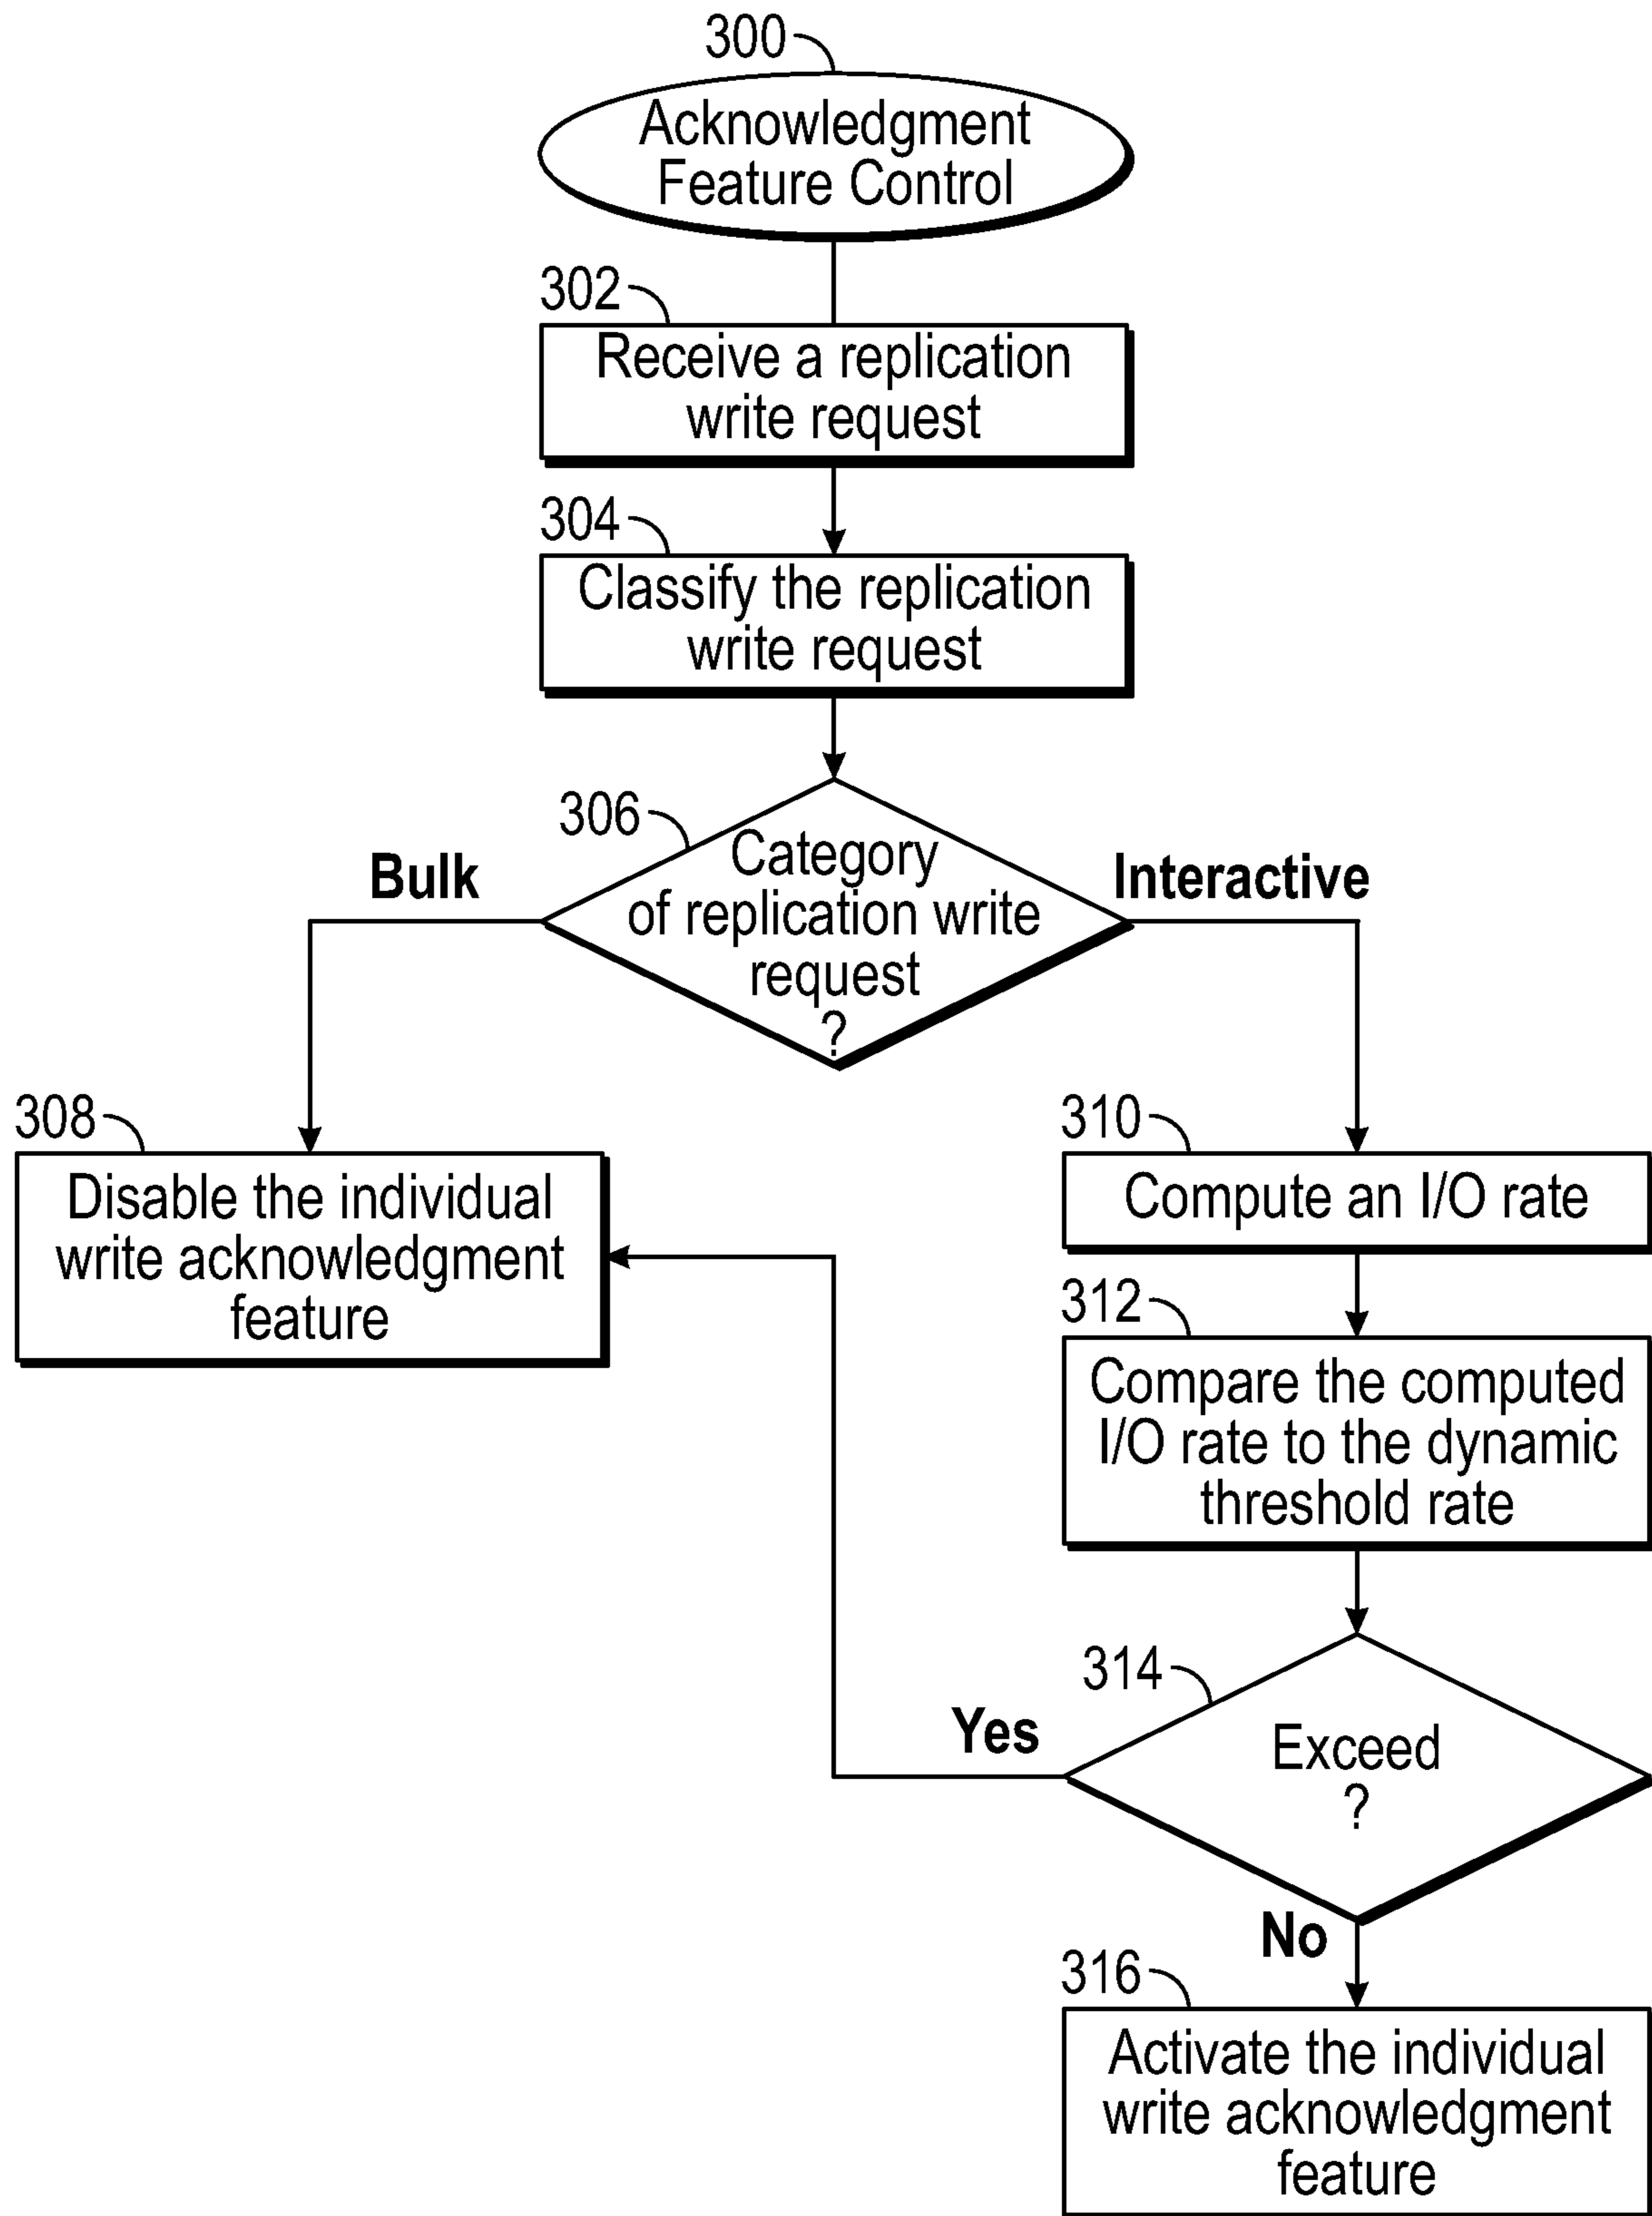 300
Acknowledgment
Feature Control
302
Receive a replication
write request
304
Classify the replication
write request
306
Category
of replication write
request
?
Bulk
Interactive
308
Disable the individual
write acknowledgment
feature
310
Compute an I/O rate
312
Compare the computed
I/O rate to the dynamic
threshold rate
314
Exceed
?
Yes
No
316
Activate the individual
write acknowledgment
feature